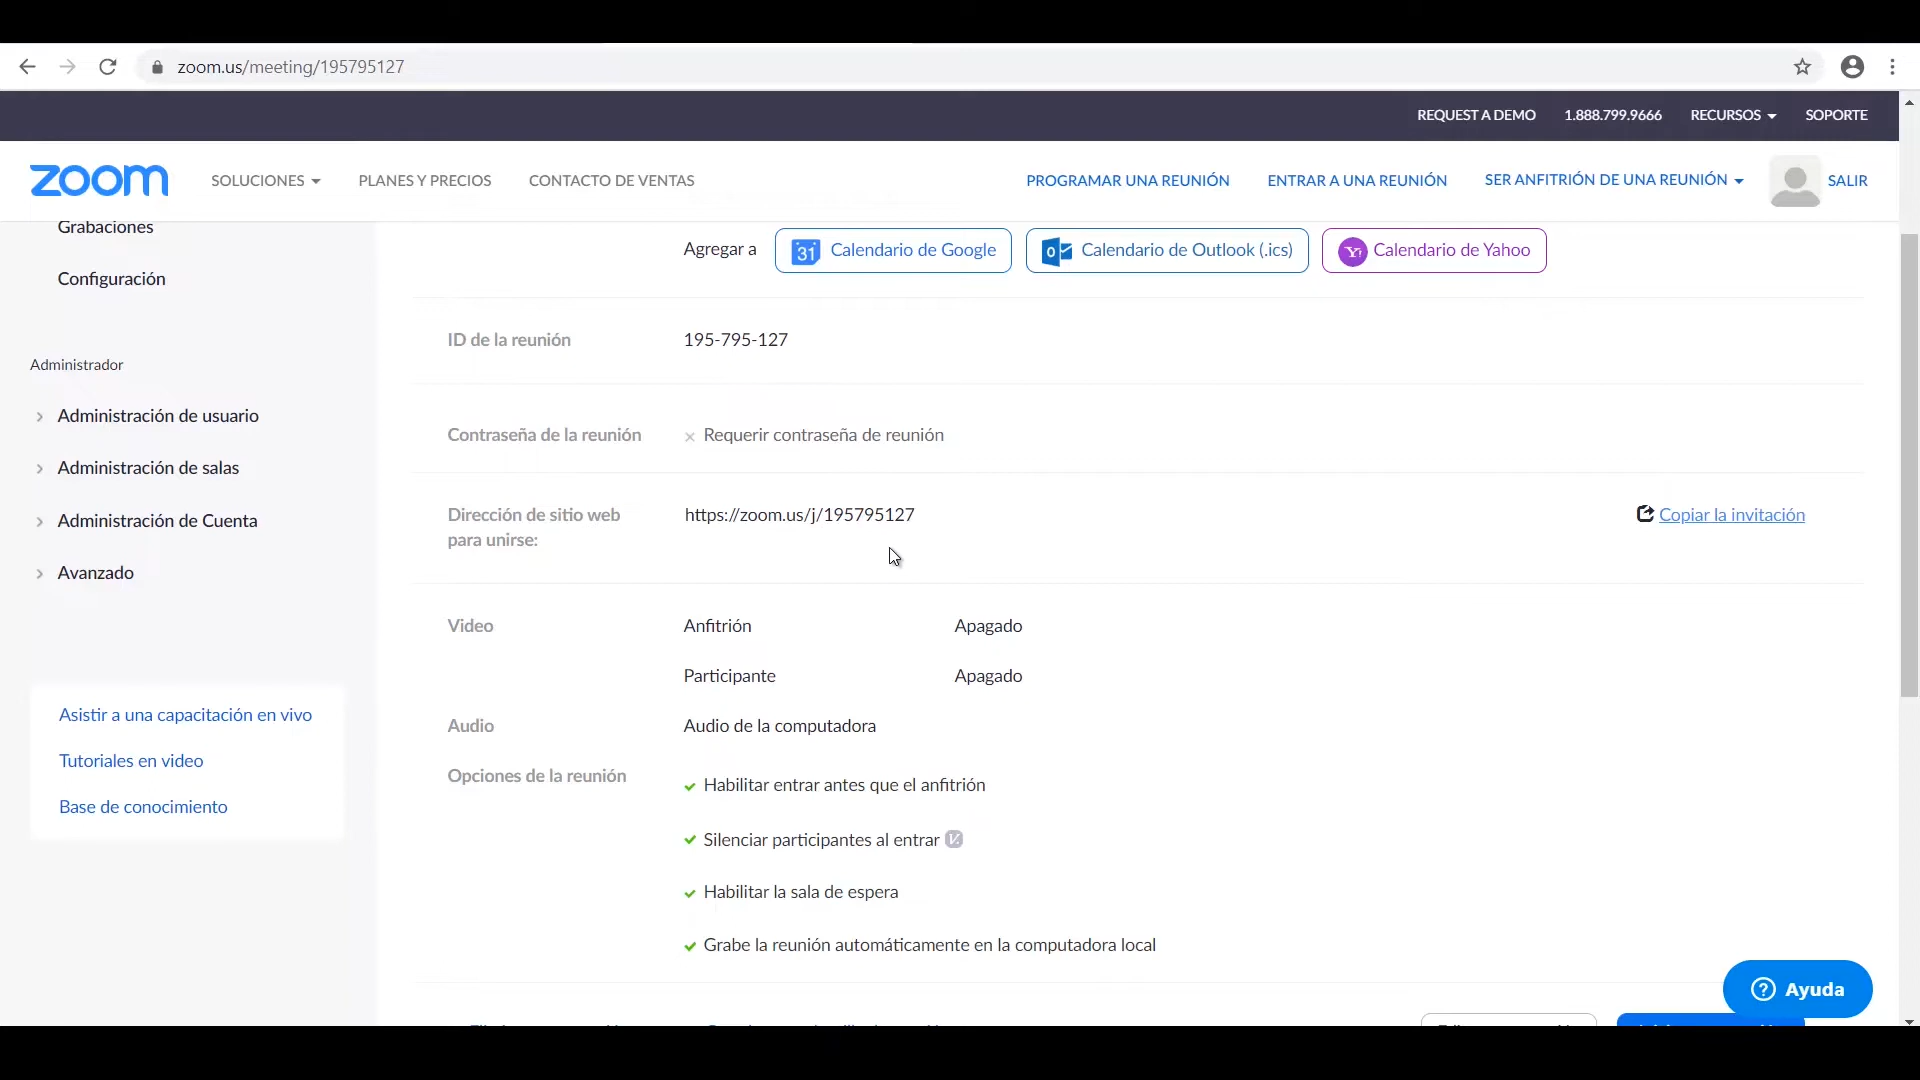 zoom.us/meeting/195795127
REQUEST A DEMO 1.888.799.9666 RECURSOS SOPORTE
zoom SOLUCIONES PLANES Y PRECIOS CONTACTO DE VENTAS PROGRAMAR UNA REUNIÓN ENTRAR A UNA REUNIÓN SER ANFITRIÓN DE UNA REUNIÓN SALIR
Grabaciones
Configuración
Administrador
Administración de usuario
Administración de salas
Administración de Cuenta
Avanzado
Asistir a una capacitación en vivo
Tutoriales en video
Base de conocimiento
Agregar a 31 Calendario de Google Calendario de Outlook (.ics) Calendario de Yahoo
ID de la reunión 195-795-127
Contraseña de la reunión Requerir contraseña de reunión
Dirección de sitio web https://zoom.us/j/195795127 Copiar la invitación
para unirse:
Video Anfitrión Apagado
Participante Apagado
Audio Audio de la computadora
Opciones de la reunión Habilitar entrar antes que el anfitrión
Silenciar participantes al entrar
Habilitar la sala de espera
Grabe la reunión automáticamente en la computadora local
Ayuda